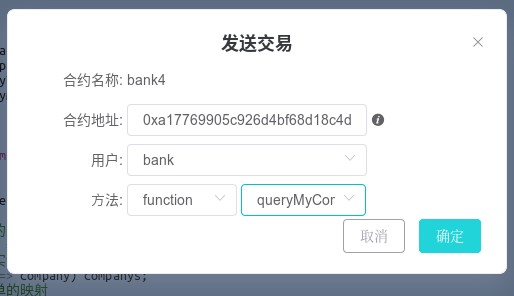 发送交易
合约名称: bank4
合约地址: 0xa17769905c926d4bf68d18c4d
用户: bank
方法: function queryMyCor
取消 确定
=> company) companys;
单的映射